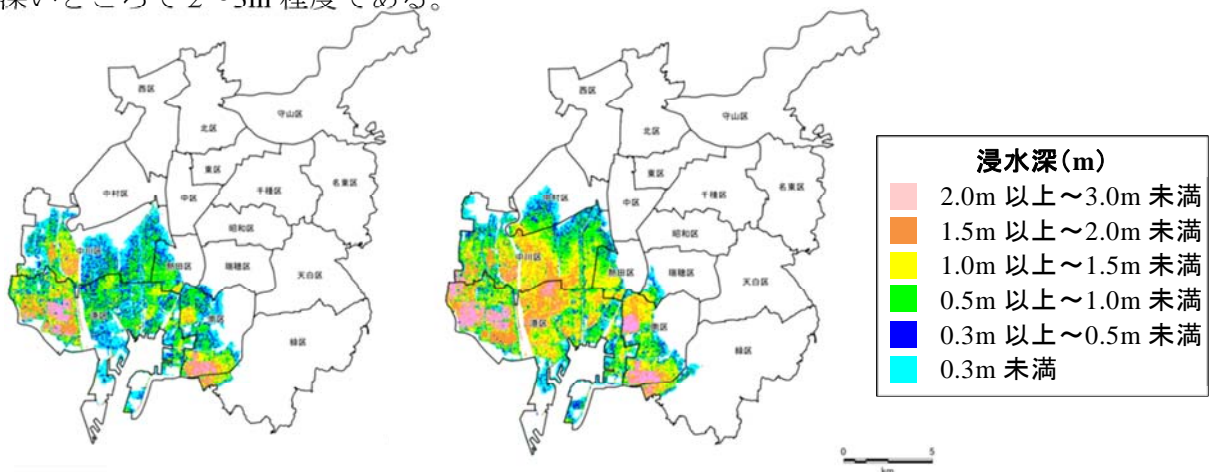 深いところで2～3m 程度である。
西区
守山区
北区
東区
中村区
中区
千種区
名東区
昭和区
中川区
熱田区
瑞穂区
天白区
港区
南区
緑区
西区
守山区
北区
東区
中村区
中区
千種区
名東区
昭和区
中川区
熱田区
瑞穂区
天白区
港区
南区
緑区
浸水深(m)
2.0m 以上～3.0m 未満
1.5m 以上～2.0m 未満
1.0m 以上～1.5m 未満
0.5m 以上～1.0m 未満
0.3m 以上～0.5m 未満
0.3m 未満
0 5
km